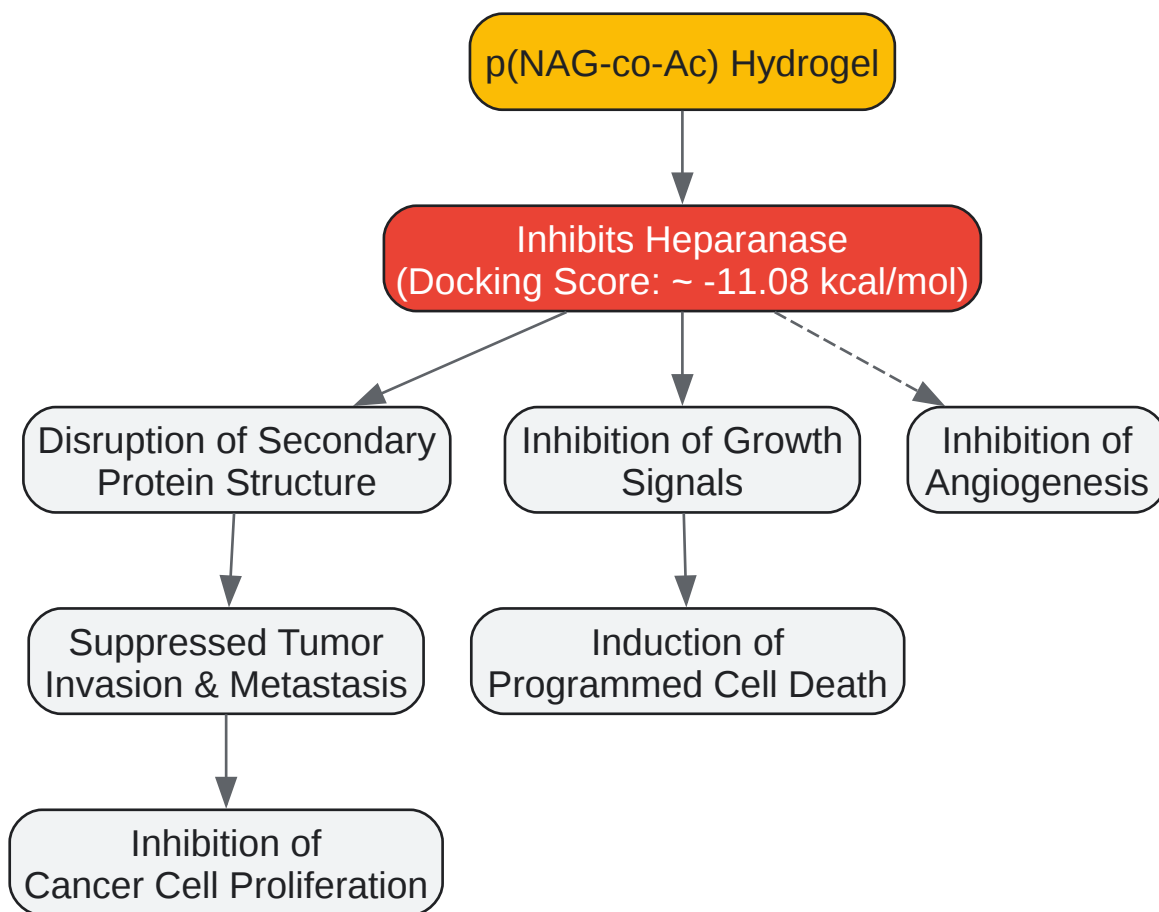 p(NAG-co-Ac) Hydrogel
Inhibits Heparanase
(Docking Score: ~ -11.08 kcal/mol)
Disruption of Secondary
Protein Structure
Inhibition of Growth
Signals
Inhibition of
Angiogenesis
Suppressed Tumor
Invasion & Metastasis
Induction of
Programmed Cell Death
Inhibition of
Cancer Cell Proliferation